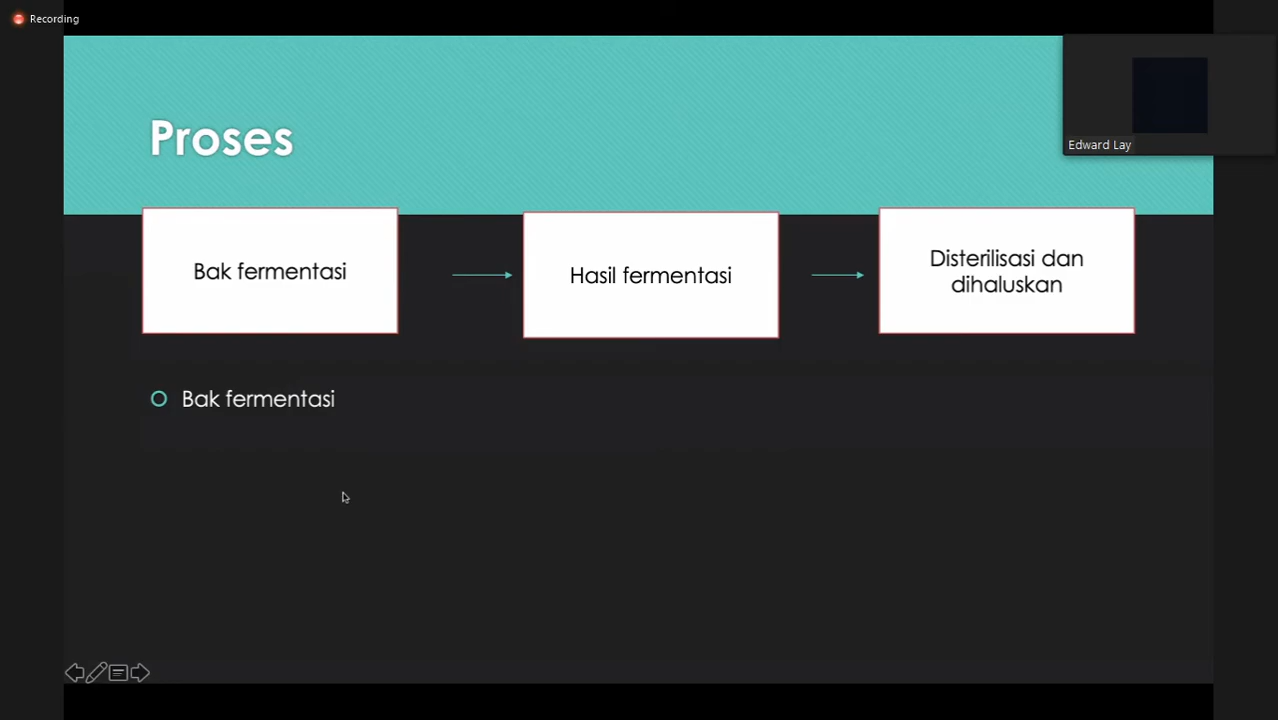 Recording
Edward Lay
Proses
Bak fermentasi
Hasil fermentasi
Disterilisasi dan
dihaluskan
Bak fermentasi